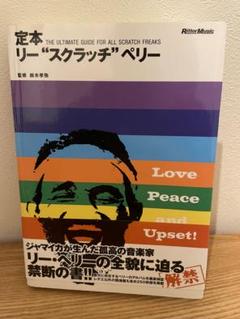 定本
THE ULTIMATE GUIDE FOR ALL SCRATCH FREAKS
RittorMusic
リー"スクラッチ"ペリー
監修 鈴木孝弥
Love
Peace
and
Upset!
ジャマイカが生んだ孤高の音楽家
リー・ペリーの全貌に迫る
禁断の書!!
解禁